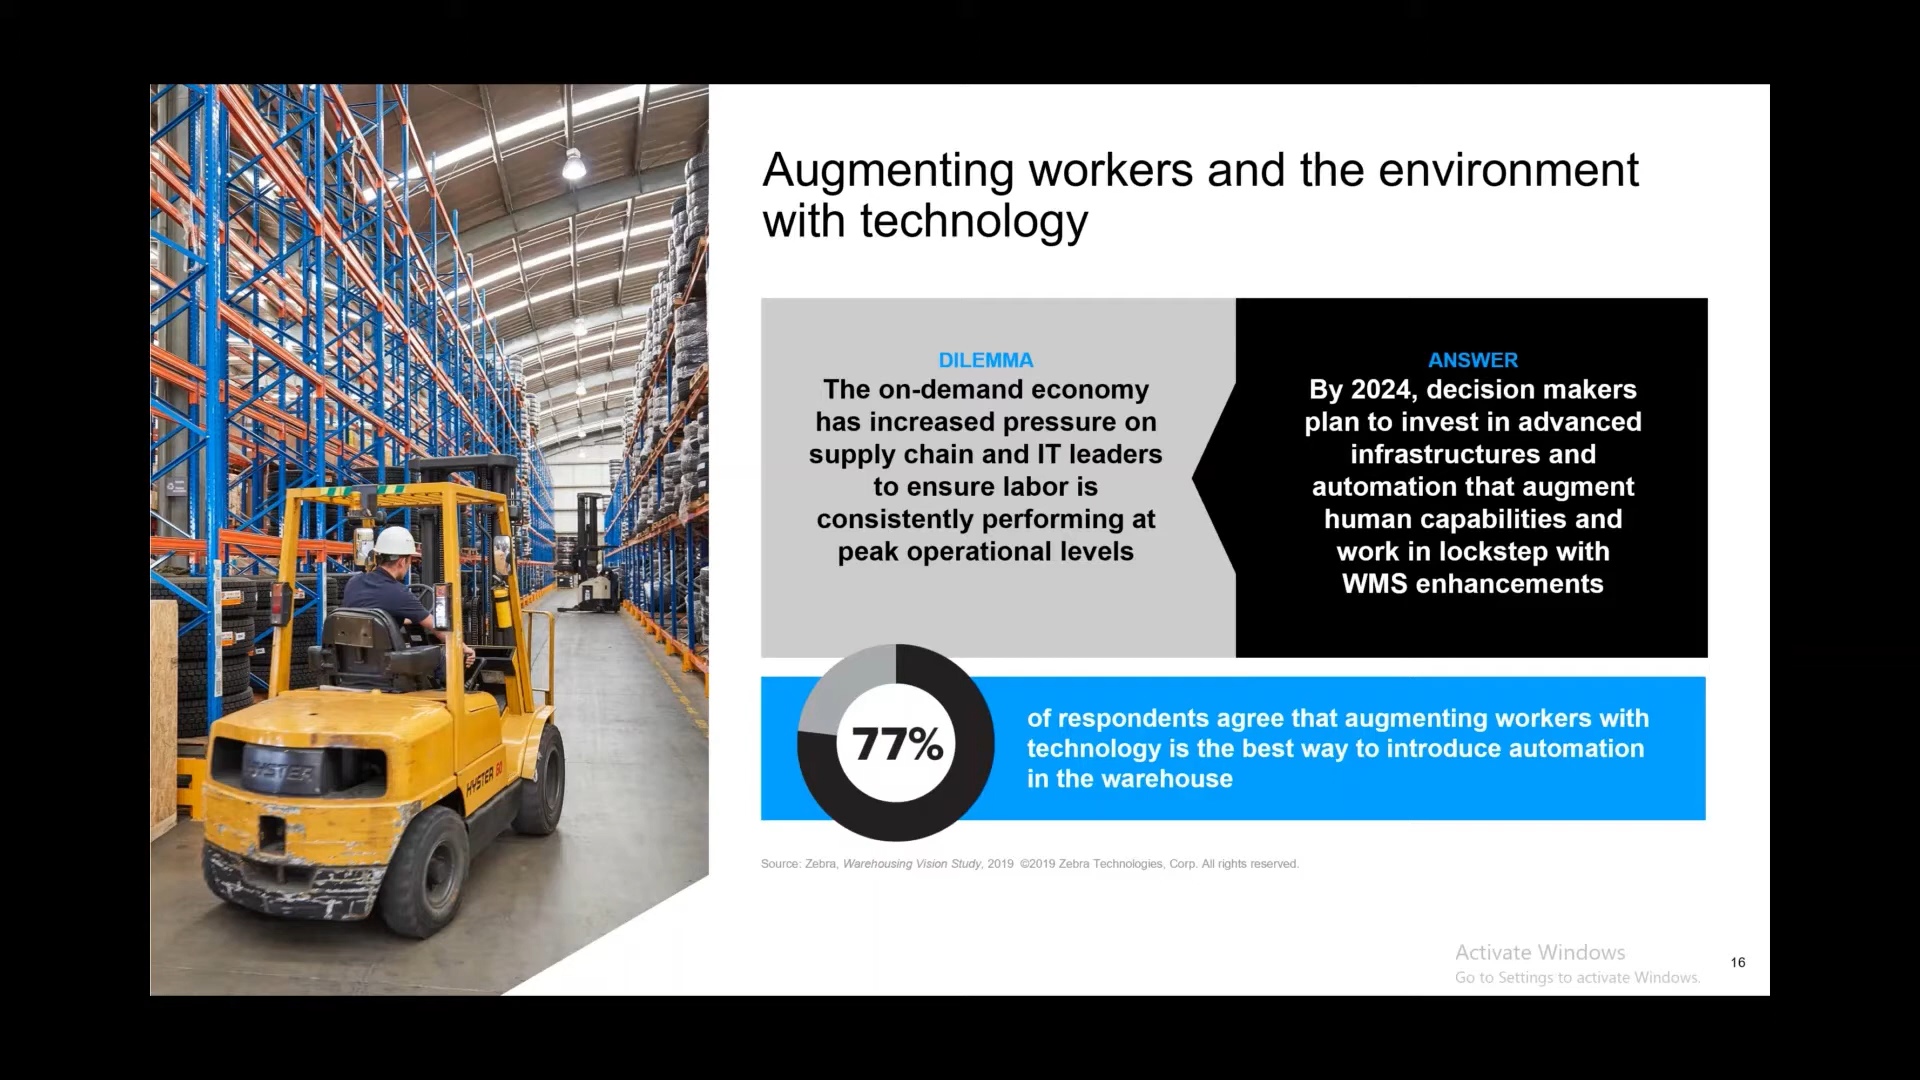 Augmenting workers and the environment
with technology
DILEMMA
The on-demand economy
has increased pressure on
supply chain and IT leaders
to ensure labor is
consistently performing at
peak operational levels
ANSWER
By 2024, decision makers
plan to invest in advanced
infrastructures and
automation that augment
human capabilities and
work in lockstep with
WMS enhancements
77%
of respondents agree that augmenting workers with
technology is the best way to introduce automation
in the warehouse
Source: Zebra, Warehousing Vision Study, 2019 ©2019 Zebra Technologies, Corp. All rights reserved.
HYSTER
HYSTER 60
Activate Windows
Go to Settings to activate Windows.
16